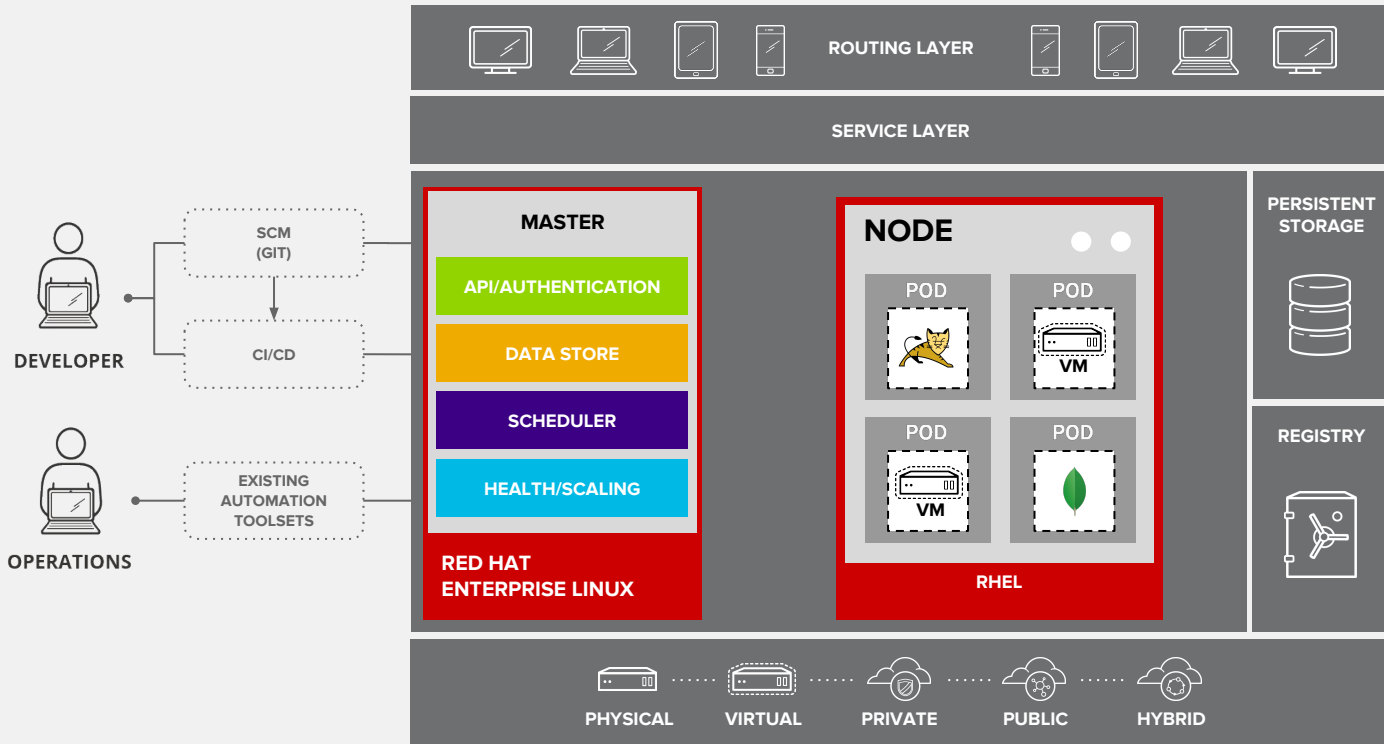 ROUTING LAYER
SERVICE LAYER
SCM
(GIT)
CI/CD
DEVELOPER
EXISTING
AUTOMATION
TOOLSETS
OPERATIONS
MASTER
API/AUTHENTICATION
DATA STORE
SCHEDULER
HEALTH/SCALING
RED HAT
ENTERPRISE LINUX
NODE
POD
POD
VM
POD
VM
POD
RHEL
PERSISTENT
STORAGE
REGISTRY
PHYSICAL
VIRTUAL
PRIVATE
PUBLIC
HYBRID